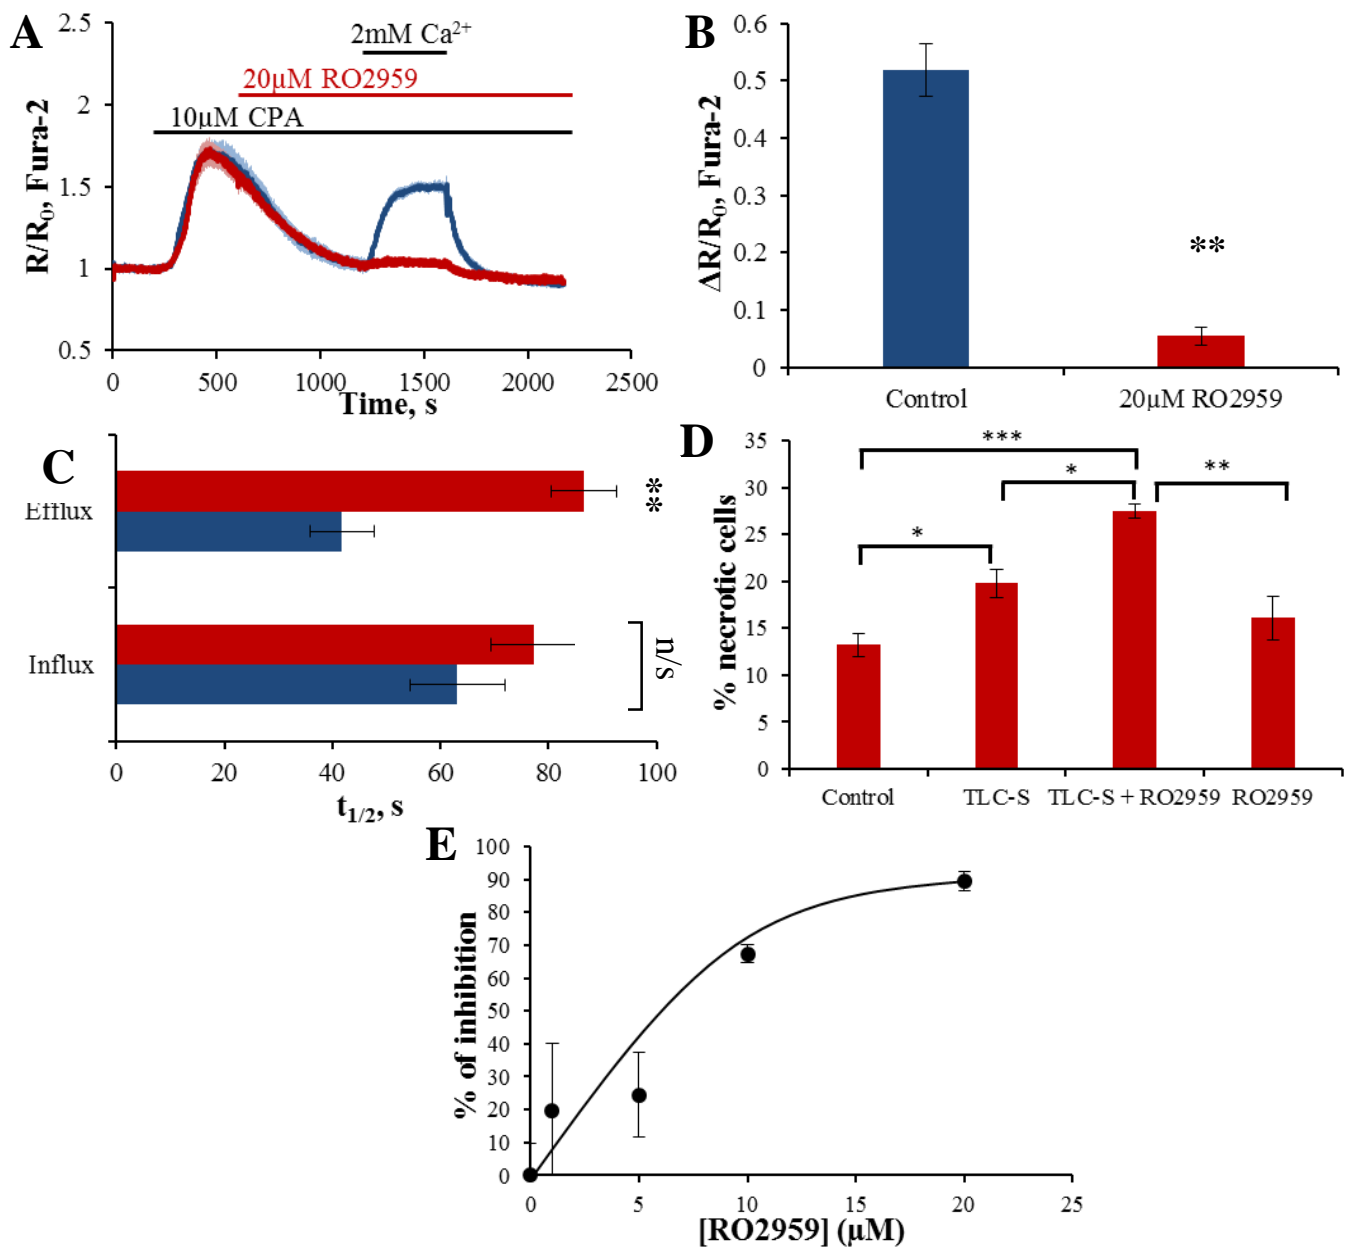 A
2.5
2
1.5
1
0.5
R/R₀, Fura-2
2mM Ca²⁺
20μM RO2959
10μM CPA
0
500
1000
1500
2000
2500
Time, s
B
0.6
0.5
0.4
0.3
0.2
0.1
0
ΔR/R₀, Fura-2
**
Control
20μM RO2959
C
Efflux
Influx
**
n/s
0
20
40
60
80
100
t₁/₂, s
D
35
30
25
20
15
10
5
0
% necrotic cells
***
*
**
*
Control
TLC-S
TLC-S + RO2959
RO2959
E
100
90
80
70
60
50
40
30
20
10
0
% of inhibition
0
5
10
15
20
25
[RO2959] (μM)